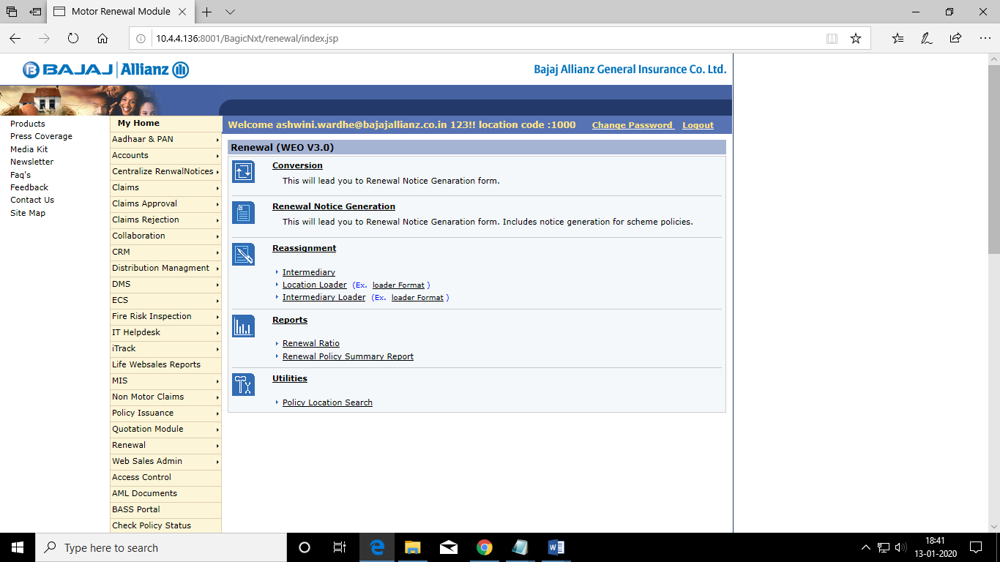 Motor Renewal Module
10.4.4.136:8001/BagicNxt/renewal/index.jsp
BAJAJ Allianz
Bajaj Allianz General Insurance Co. Ltd.
Products
Press Coverage
Media Kit
Newsletter
Faq's
Feedback
Contact Us
Site Map
My Home
Aadhaar & PAN
Accounts
Centralize RenwalNotices
Claims
Claims Approval
Claims Rejection
Collaboration
CRM
Distribution Managment
DMS
ECS
Fire Risk Inspection
IT Helpdesk
iTrack
Life Websales Reports
MIS
Non Motor Claims
Policy Issuance
Quotation Module
Renewal
Web Sales Admin
Access Control
AML Documents
BASS Portal
Check Policy Status
Welcome ashwini.wardhe@bajajallianz.co.in 123!! location code :1000 Change Password Logout
Renewal (WEO V3.0)
Conversion
This will lead you to Renewal Notice Genaration form.
Renewal Notice Generation
This will lead you to Renewal Notice Genaration form. Includes notice generation for scheme policies.
Reassignment
Intermediary
Location Loader (Ex. loader Format )
Intermediary Loader (Ex. loader Format )
Reports
Renewal Ratio
Renewal Policy Summary Report
Utilities
Policy Location Search
Type here to search
18:41
13-01-2020